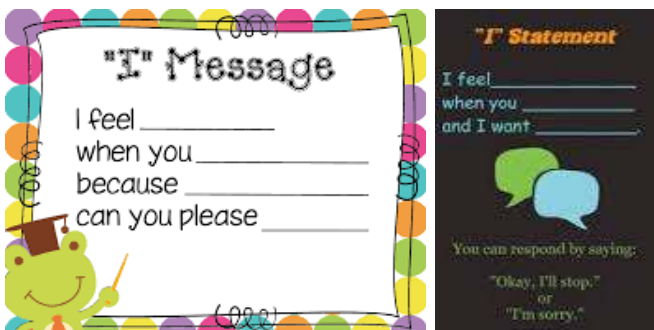 "I" Message
I feel
when you
because
can you please
"I" Statement
I feel
when you
and I want
You can respond by saying:
"Okay, I'll stop."
or
"I'm sorry."